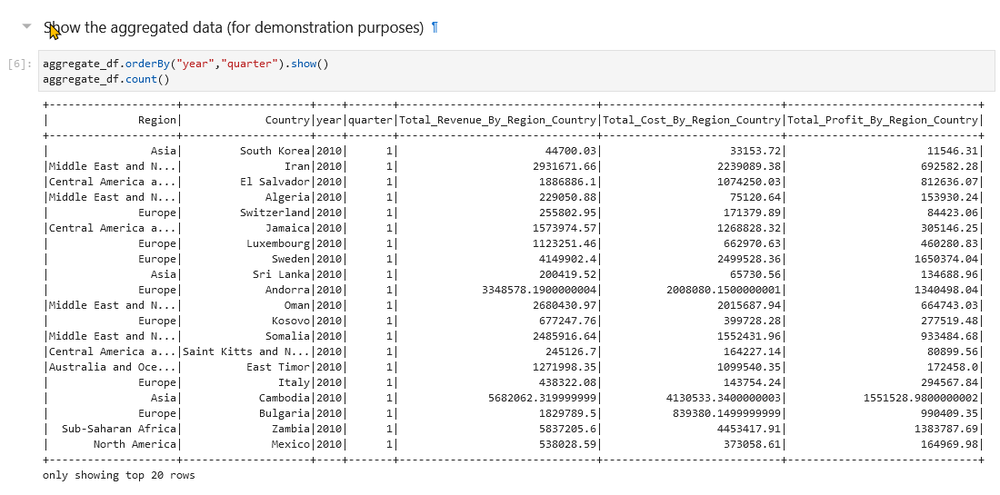 Show the aggregated data (for demonstration purposes) ¶
[6]: aggregate_df.orderBy("year","quarter").show()
aggregate_df.count()
+-------------------+--------------------+----+-------+-------------------------------+----------------------------+------------------------------+
|             Region|             Country|year|quarter|Total_Revenue_By_Region_Country|Total_Cost_By_Region_Country|Total_Profit_By_Region_Country|
+-------------------+--------------------+----+-------+-------------------------------+----------------------------+------------------------------+
|               Asia|         South Korea|2010|      1|                       44700.03|                    33153.72|                      11546.31|
|Middle East and N...|                Iran|2010|      1|                     2931671.66|                  2239089.38|                     692582.28|
|Central America a...|         El Salvador|2010|      1|                      1886886.1|                  1074250.03|                     812636.07|
|Middle East and N...|             Algeria|2010|      1|                      229050.88|                    75120.64|                     153930.24|
|             Europe|         Switzerland|2010|      1|                      255802.95|                   171379.89|                      84423.06|
|Central America a...|             Jamaica|2010|      1|                     1573974.57|                  1268828.32|                     305146.25|
|             Europe|          Luxembourg|2010|      1|                     1123251.46|                   662970.63|                     460280.83|
|             Europe|              Sweden|2010|      1|                      4149902.4|                  2499528.36|                    1650374.04|
|               Asia|           Sri Lanka|2010|      1|                      200419.52|                    65730.56|                     134688.96|
|             Europe|             Andorra|2010|      1|             3348578.1900000004|          2008080.1500000001|                    1340498.04|
|Middle East and N...|                Oman|2010|      1|                     2680430.97|                  2015687.94|                     664743.03|
|             Europe|              Kosovo|2010|      1|                      677247.76|                   399728.28|                     277519.48|
|Middle East and N...|             Somalia|2010|      1|                     2485916.64|                  1552431.96|                     933484.68|
|Central America a...|Saint Kitts and N...|2010|      1|                       245126.7|                   164227.14|                      80899.56|
|Australia and Oce...|          East Timor|2010|      1|                     1271998.35|                  1099540.35|                      172458.0|
|             Europe|               Italy|2010|      1|                      438322.08|                   143754.24|                     294567.84|
|               Asia|            Cambodia|2010|      1|              5682062.319999999|          4130533.3400000003|            1551528.9800000002|
|             Europe|            Bulgaria|2010|      1|                      1829789.5|           839380.1499999999|                     990409.35|
| Sub-Saharan Africa|              Zambia|2010|      1|                      5837205.6|                  4453417.91|                    1383787.69|
|      North America|              Mexico|2010|      1|                      538028.59|                   373058.61|                     164969.98|
+-------------------+--------------------+----+-------+-------------------------------+----------------------------+------------------------------+
only showing top 20 rows